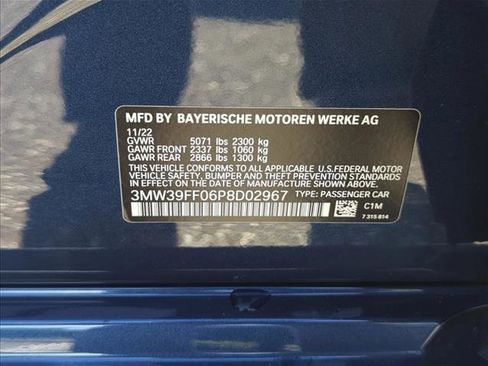 MFD BY BAYERISCHE MOTOREN WERKE AG
11/22
GVWR 5071 lbs 2300 kg
GAWR FRONT 2337 lbs 1060 kg
GAWR REAR 2866 lbs 1300 kg
THIS VEHICLE CONFORMS TO ALL APPLICABLE U.S.FEDERAL MOTOR
VEHICLE SAFETY, BUMPER, AND THEFT PREVENTION STANDARDS
IN EFFECT ON THE DATE OF MANUFACTURE SHOWN ABOVE.
3MW39FF06P8D02967 TYPE: PASSENGER CAR
C1M
7 315 814